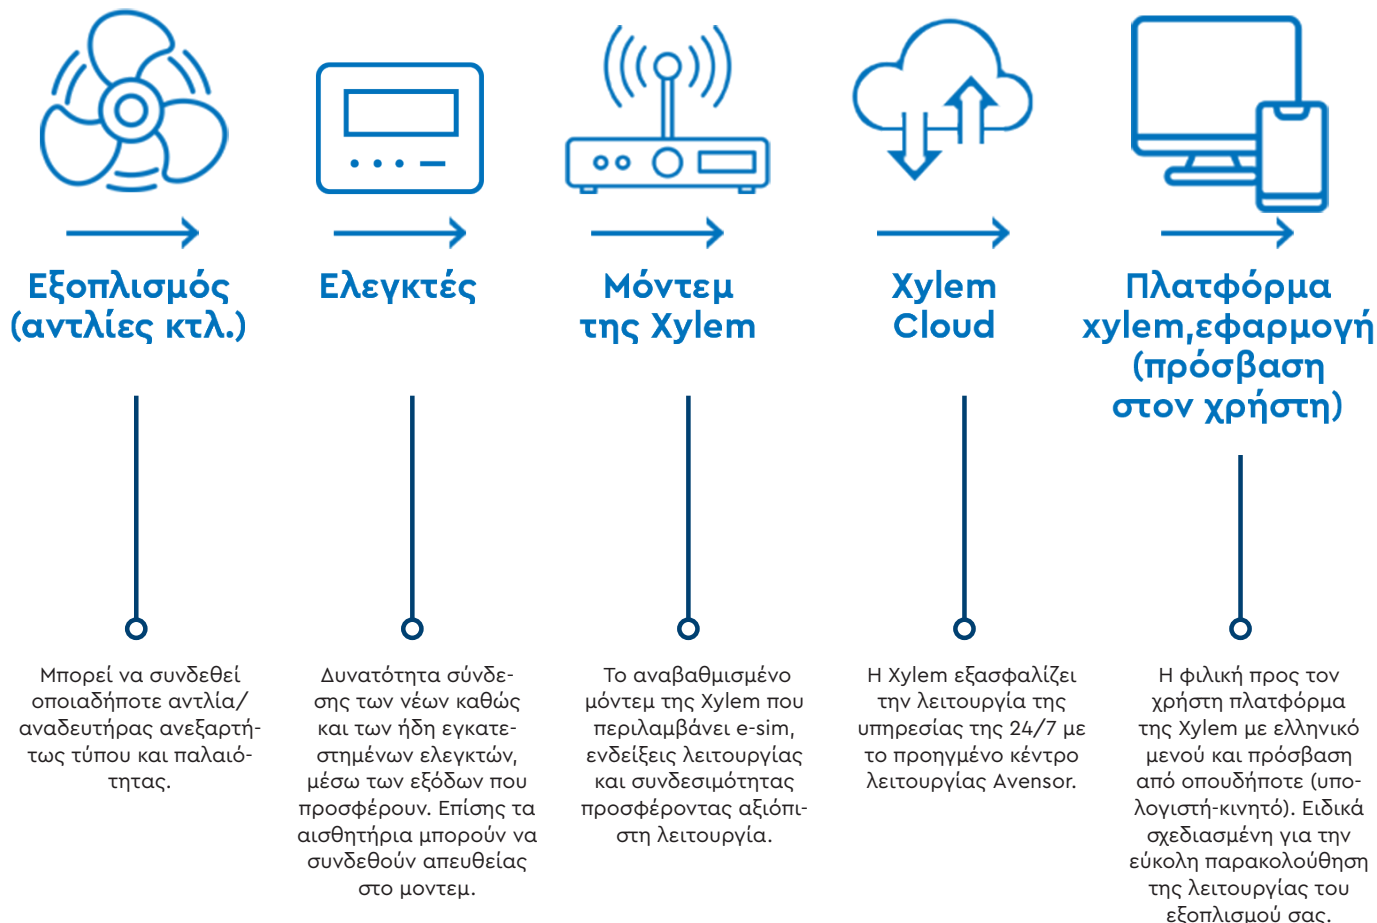 Εξοπλισμός
(αντλίες κτλ.)
Ελεγκτές
Μόντεμ
της Xylem
Xylem
Cloud
Πλατφόρμα
xylem,εφαρμογή
(πρόσβαση
στον χρήστη)
Μπορεί να συνδεθεί
οποιαδήποτε αντλία/
αναδευτήρας ανεξαρτή-
τως τύπου και παλαιό-
τητας.
Δυνατότητα σύνδε-
σης των νέων καθώς
και των ήδη εγκατε-
στημένων ελεγκτών,
μέσω των εξόδων που
προσφέρουν. Επίσης τα
αισθητήρια μπορούν να
συνδεθούν απευθείας
στο μοντεμ.
Το αναβαθμισμένο
μόντεμ της Xylem που
περιλαμβάνει e-sim,
ενδείξεις λειτουργίας
και συνδεσιμότητας
προσφέροντας αξιόπι-
στη λειτουργία.
Η Xylem εξασφαλίζει
την λειτουργία της
υπηρεσίας της 24/7 με
το προηγμένο κέντρο
λειτουργίας Avensor.
Η φιλική προς τον
χρήστη πλατφόρμα
της Xylem με ελληνικό
μενού και πρόσβαση
από οπουδήποτε (υπο-
λογιστή-κινητό). Ειδικά
σχεδιασμένη για την
εύκολη παρακολούθηση
της λειτουργίας του
εξοπλισμού σας.